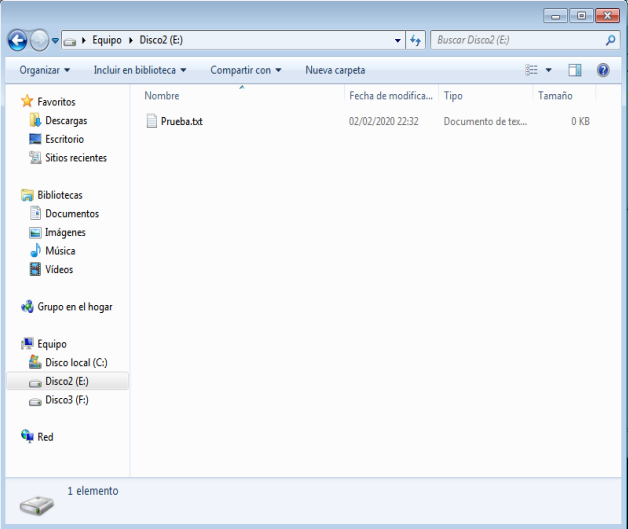 Equipo Disco2 (E:)
Buscar Disco2 (E:)
Organizar Incluir en biblioteca Compartir con Nueva carpeta
Favoritos
Descargas
Escritorio
Sitios recientes
Bibliotecas
Documentos
Imágenes
Música
Vídeos
Grupo en el hogar
Equipo
Disco local (C:)
Disco2 (E:)
Disco3 (F:)
Red
Nombre Fecha de modifica... Tipo Tamaño
Prueba.txt 02/02/2020 22:32 Documento de tex... 0 KB
1 elemento